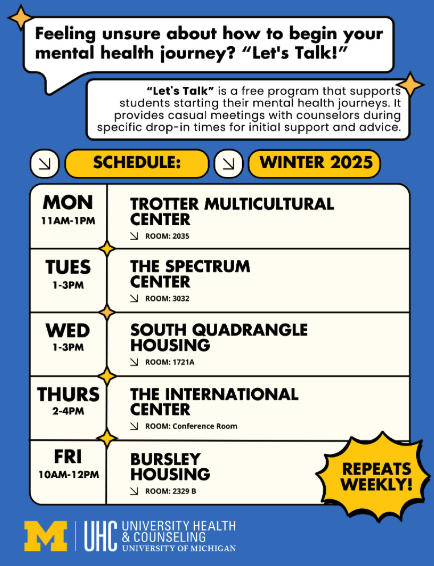 Feeling unsure about how to begin your
mental health journey? “Let's Talk!”
“Let's Talk” is a free program that supports
students starting their mental health journeys. It
provides casual meetings with counselors during
specific drop-in times for initial support and advice.
SCHEDULE:
WINTER 2025
MON
11AM-1PM
TROTTER MULTICULTURAL
CENTER
ROOM: 2035
TUES
1-3PM
THE SPECTRUM
CENTER
ROOM: 3032
WED
1-3PM
SOUTH QUADRANGLE
HOUSING
ROOM: 1721A
THURS
2-4PM
THE INTERNATIONAL
CENTER
ROOM: Conference Room
FRI
10AM-12PM
BURSLEY
HOUSING
ROOM: 2329 B
REPEATS
WEEKLY!
M
UHC
UNIVERSITY HEALTH
& COUNSELING
UNIVERSITY OF MICHIGAN